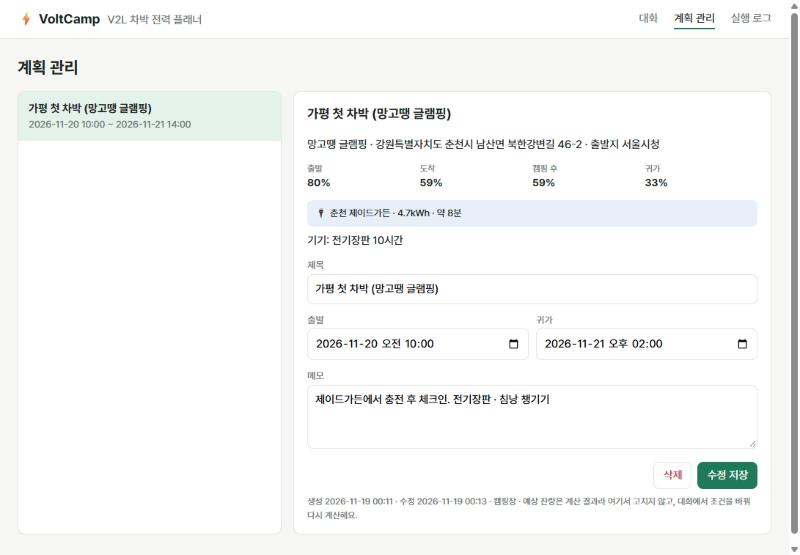 VoltCamp V2L 차박 전력 플래너
대화 계획 관리 실행 로그
계획 관리
가평 첫 차박 (망고땡 글램핑)
2026-11-20 10:00 ~ 2026-11-21 14:00
가평 첫 차박 (망고땡 글램핑)
망고땡 글램핑 · 강원특별자치도 춘천시 남산면 북한강변길 46-2 · 출발지 서울시청
출발 도착 캠핑 후 귀가
80% 59% 59% 33%
춘천 제이드가든 · 4.7kWh · 약 8분
기기: 전기장판 10시간
제목
가평 첫 차박 (망고땡 글램핑)
출발 귀가
2026-11-20 오전 10:00 2026-11-21 오후 02:00
메모
제이드가든에서 충전 후 체크인. 전기장판 · 침낭 챙기기
삭제 수정 저장
생성 2026-11-19 00:11 · 수정 2026-11-19 00:13 · 캠핑장 · 예상 잔량은 계산 결과라 여기서 고치지 않고, 대화에서 조건을 바꿔
다시 계산해요.